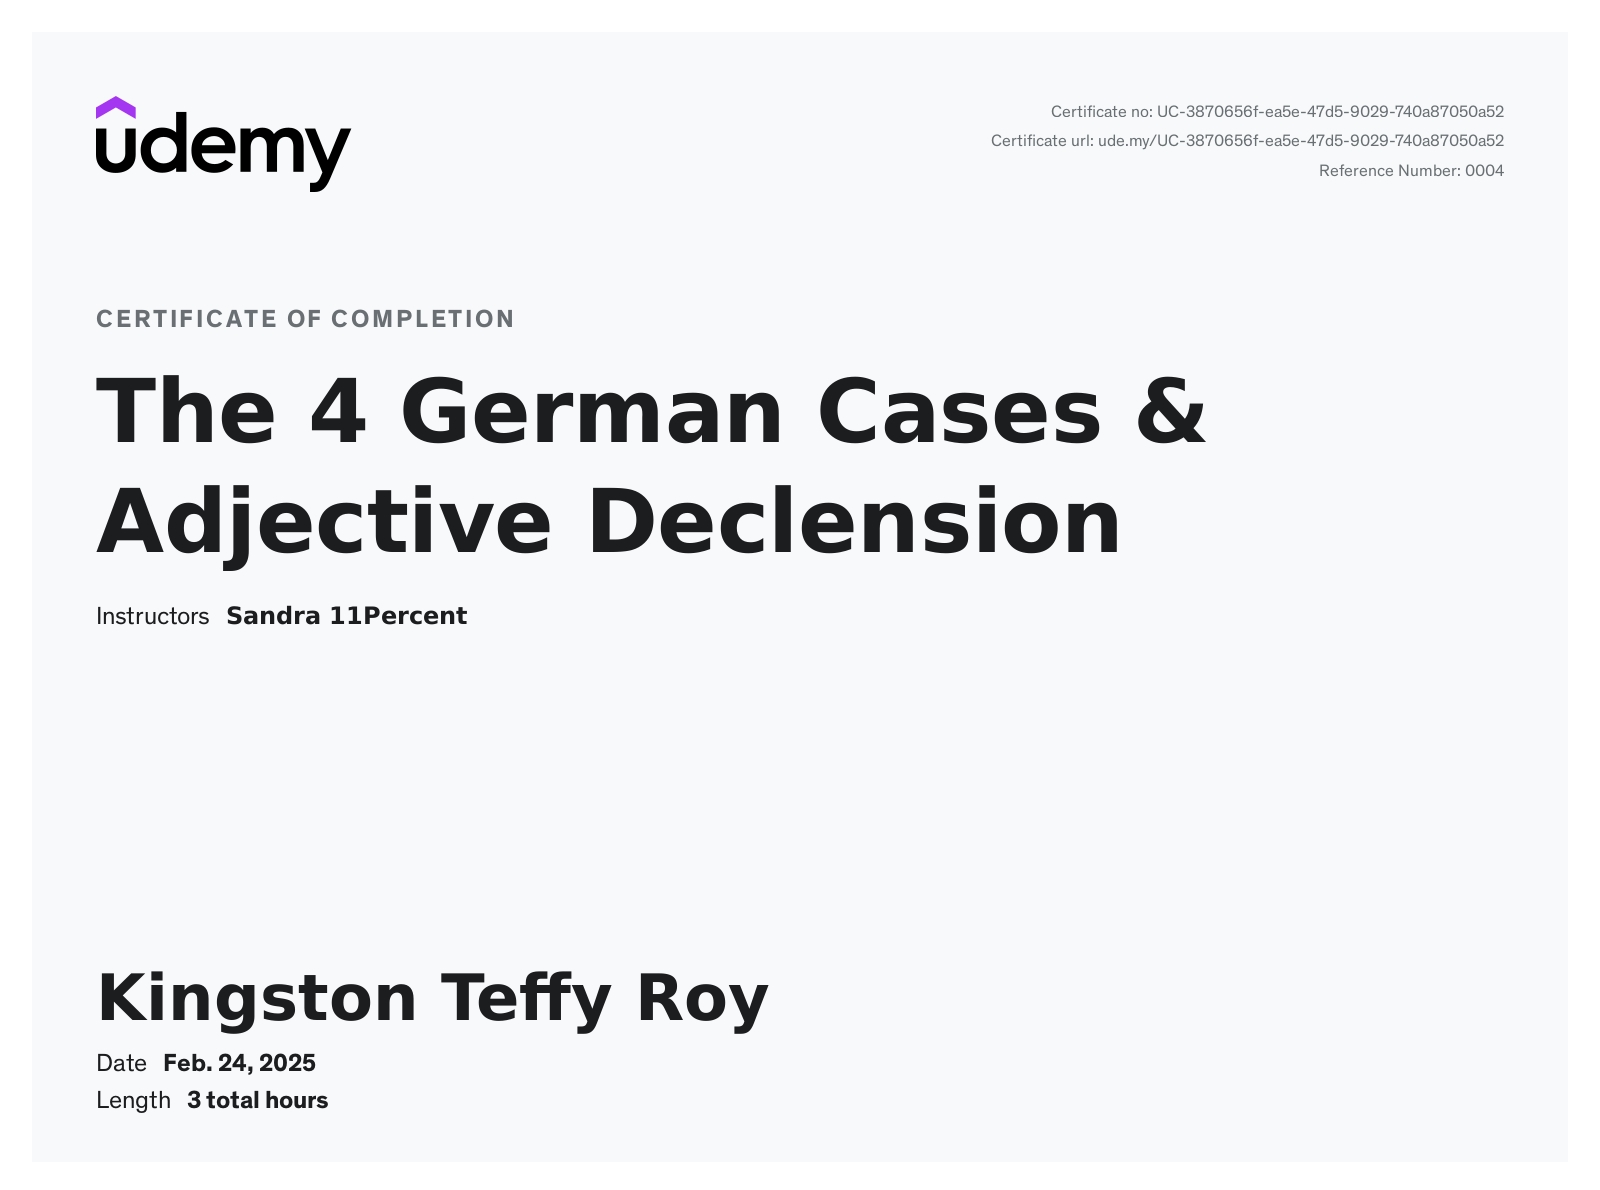 udemy
Certificate no: UC-3870656f-ea5e-47d5-9029-740a87050a52
Certificate url: ude.my/UC-3870656f-ea5e-47d5-9029-740a87050a52
Reference Number: 0004
CERTIFICATE OF COMPLETION
The 4 German Cases &
Adjective Declension
Instructors Sandra 11Percent
Kingston Teffy Roy
Date Feb. 24, 2025
Length 3 total hours